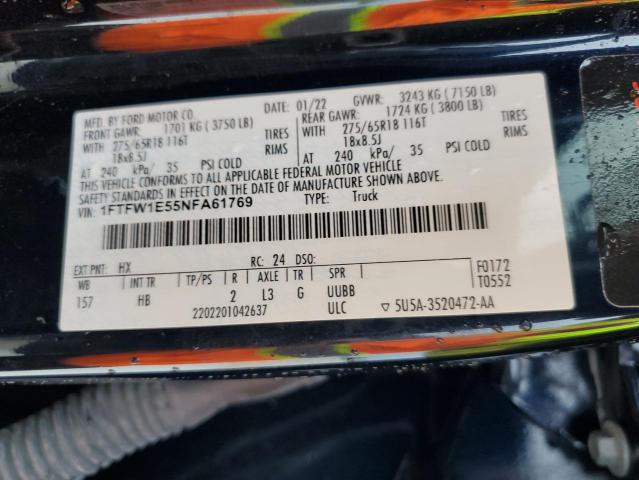 MFD. BY FORD MOTOR CO. DATE: 01/22 GVWR: 3243 KG (7150 LB)
FRONT GAWR: 1701 KG (3750 LB) REAR GAWR: 1724 KG (3800 LB)
WITH 275/65R18 116T TIRES WITH 275/65R18 116T TIRES
18x8.5J RIMS 18x8.5J RIMS
AT 240 kPa/ 35 PSI COLD AT 240 kPa/ 35 PSI COLD
THIS VEHICLE CONFORMS TO ALL APPLICABLE FEDERAL MOTOR VEHICLE
SAFETY STANDARDS IN EFFECT ON THE DATE OF MANUFACTURE SHOWN ABOVE.
VIN: 1FTFW1E55NFA61769 TYPE: Truck
EXT PNT: HX RC: 24 DSO:
WB INT TR TP/PS R AXLE TR SPR F0172
157 HB 2 L3 G UUBB T0552
2202201042637 ULC ▽ 5U5A-3520472-AA